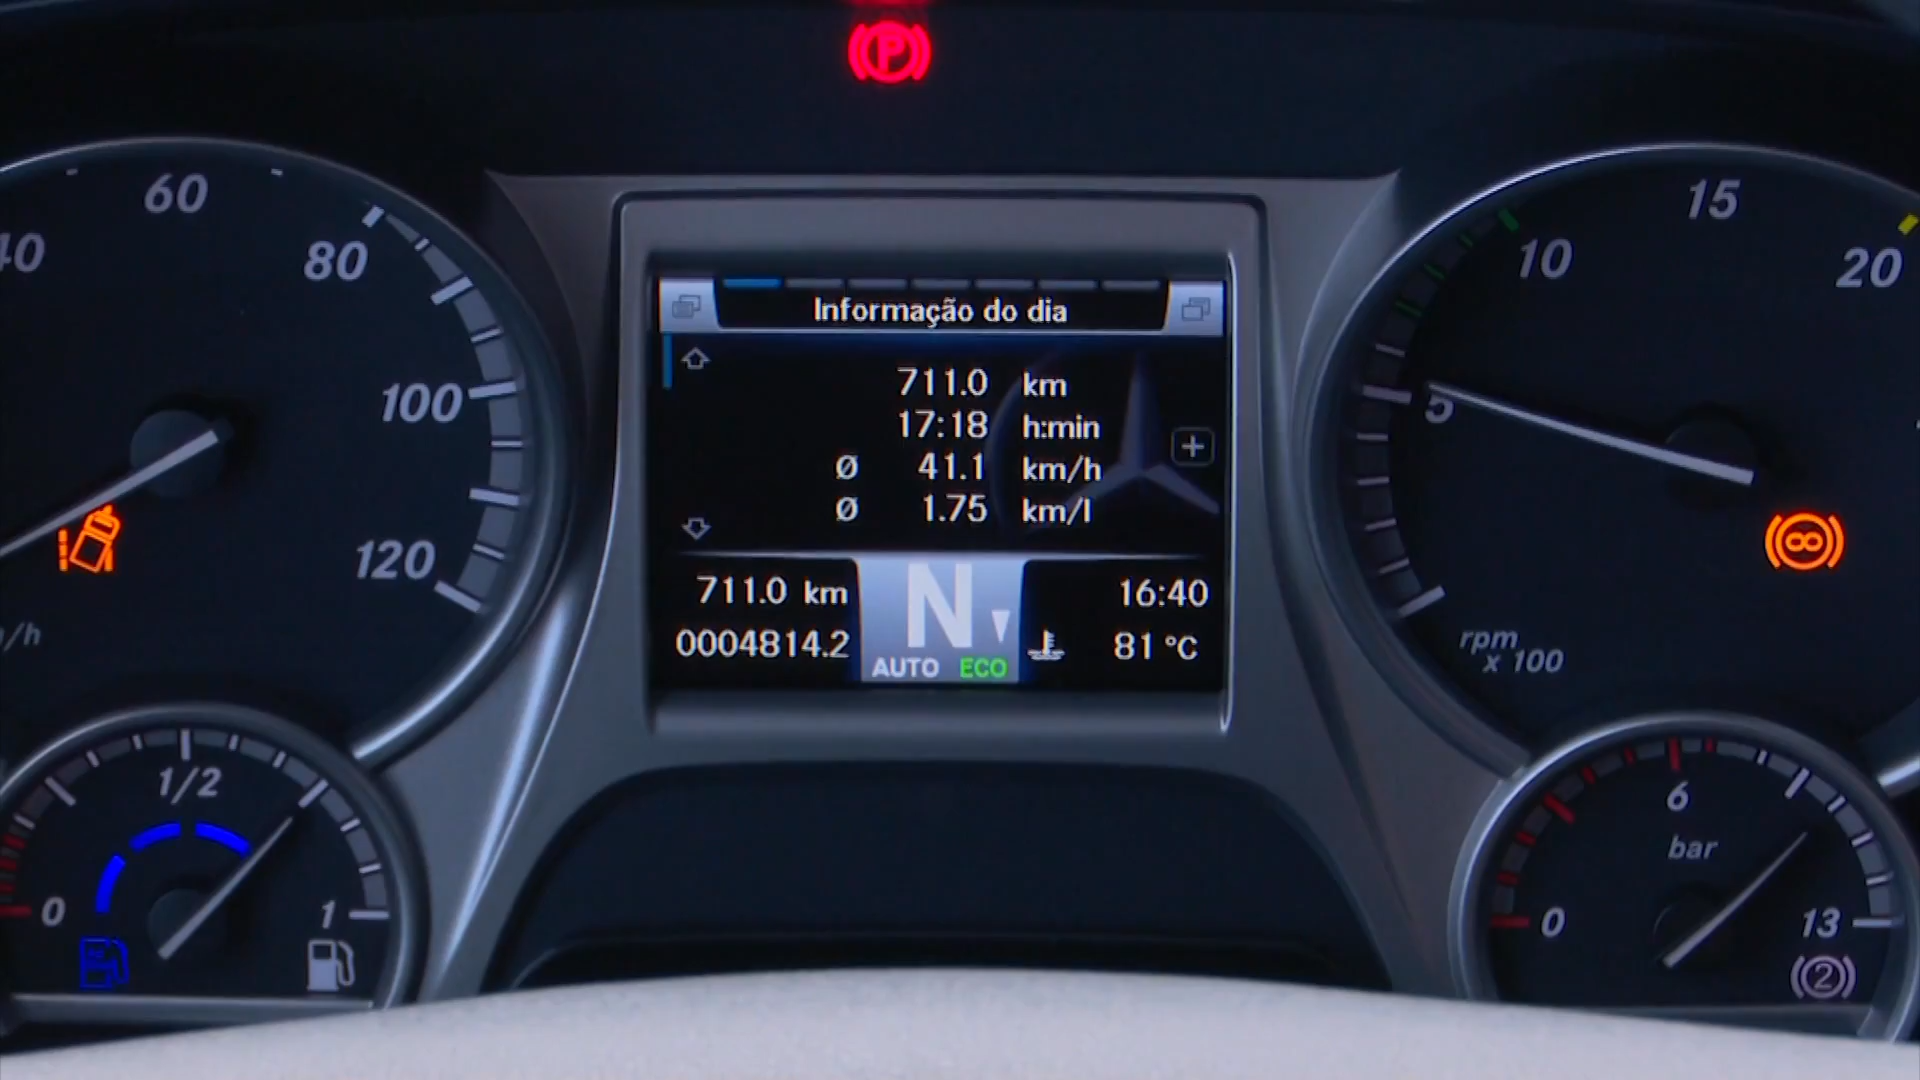 P
60
15
40
80
10
20
Informação do dia
711.0 km
17:18 h:min
ø 41.1 km/h
ø 1.75 km/l
100
5
120
711.0 km
N
16:40
0004814.2
AUTO ECO
81 °C
/h
rpm
x 100
1/2
0
1
6
bar
0
13
2